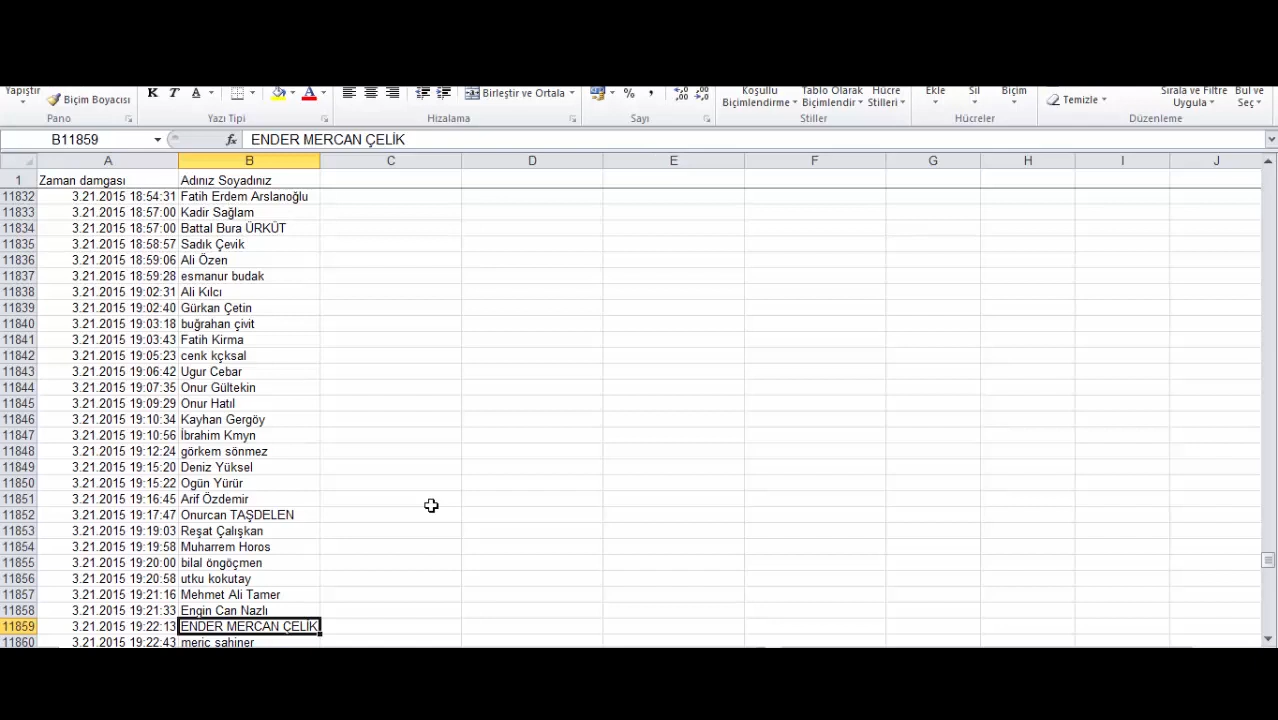 Yapıştır
Biçim Boyacısı
K T A
Birleştir ve Ortala
% ,
Koşullu Biçimlendirme
Tablo Olarak Biçimlendir
Hücre Stilleri
Ekle
Sil
Biçim
Temizle
Sırala ve Filtre Uygula
Bul ve Seç
Pano
Yazı Tipi
Hizalama
Sayı
Stiller
Hücreler
Düzenleme
B11859 fx ENDER MERCAN ÇELİK
A B C D E F G H I J
1 Zaman damgası Adınız Soyadınız
11832 3.21.2015 18:54:31 Fatih Erdem Arslanoğlu
11833 3.21.2015 18:57:00 Kadir Sağlam
11834 3.21.2015 18:57:00 Battal Bura ÜRKÜT
11835 3.21.2015 18:58:57 Sadık Çevik
11836 3.21.2015 18:59:06 Ali Özen
11837 3.21.2015 18:59:28 esmanur budak
11838 3.21.2015 19:02:31 Ali Kılcı
11839 3.21.2015 19:02:40 Gürkan Çetin
11840 3.21.2015 19:03:18 buğrahan çivit
11841 3.21.2015 19:03:43 Fatih Kirma
11842 3.21.2015 19:05:23 cenk kçksal
11843 3.21.2015 19:06:42 Ugur Cebar
11844 3.21.2015 19:07:35 Onur Gültekin
11845 3.21.2015 19:09:29 Onur Hatıl
11846 3.21.2015 19:10:34 Kayhan Gergöy
11847 3.21.2015 19:10:56 İbrahim Kmyn
11848 3.21.2015 19:12:24 görkem sönmez
11849 3.21.2015 19:15:20 Deniz Yüksel
11850 3.21.2015 19:15:22 Ogün Yürür
11851 3.21.2015 19:16:45 Arif Özdemir
11852 3.21.2015 19:17:47 Onurcan TAŞDELEN
11853 3.21.2015 19:19:03 Reşat Çalışkan
11854 3.21.2015 19:19:58 Muharrem Horos
11855 3.21.2015 19:20:00 bilal öngöçmen
11856 3.21.2015 19:20:58 utku kokutay
11857 3.21.2015 19:21:16 Mehmet Ali Tamer
11858 3.21.2015 19:21:33 Engin Can Nazlı
11859 3.21.2015 19:22:13 ENDER MERCAN ÇELİK
11860 3.21.2015 19:22:43 meric sahiner